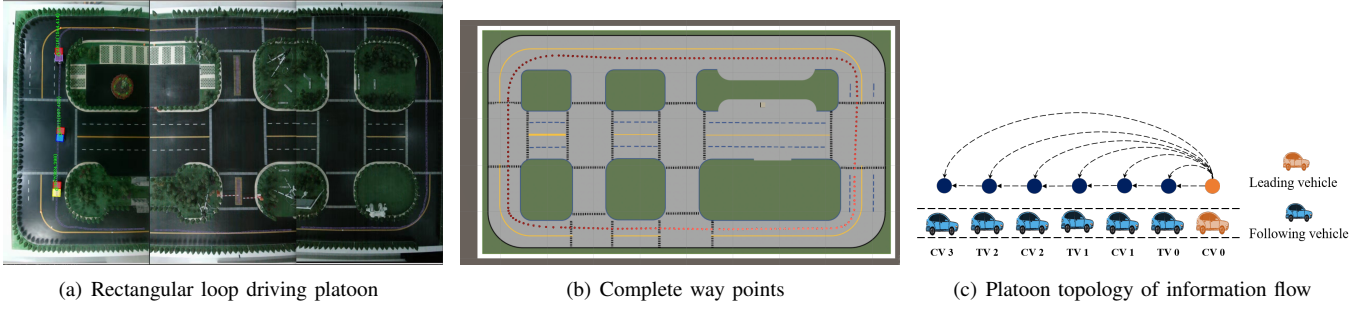 Leading vehicle
Following vehicle
CV 3 TV 2 CV 2 TV 1 CV 1 TV 0 CV 0
(a) Rectangular loop driving platoon (b) Complete way points (c) Platoon topology of information flow